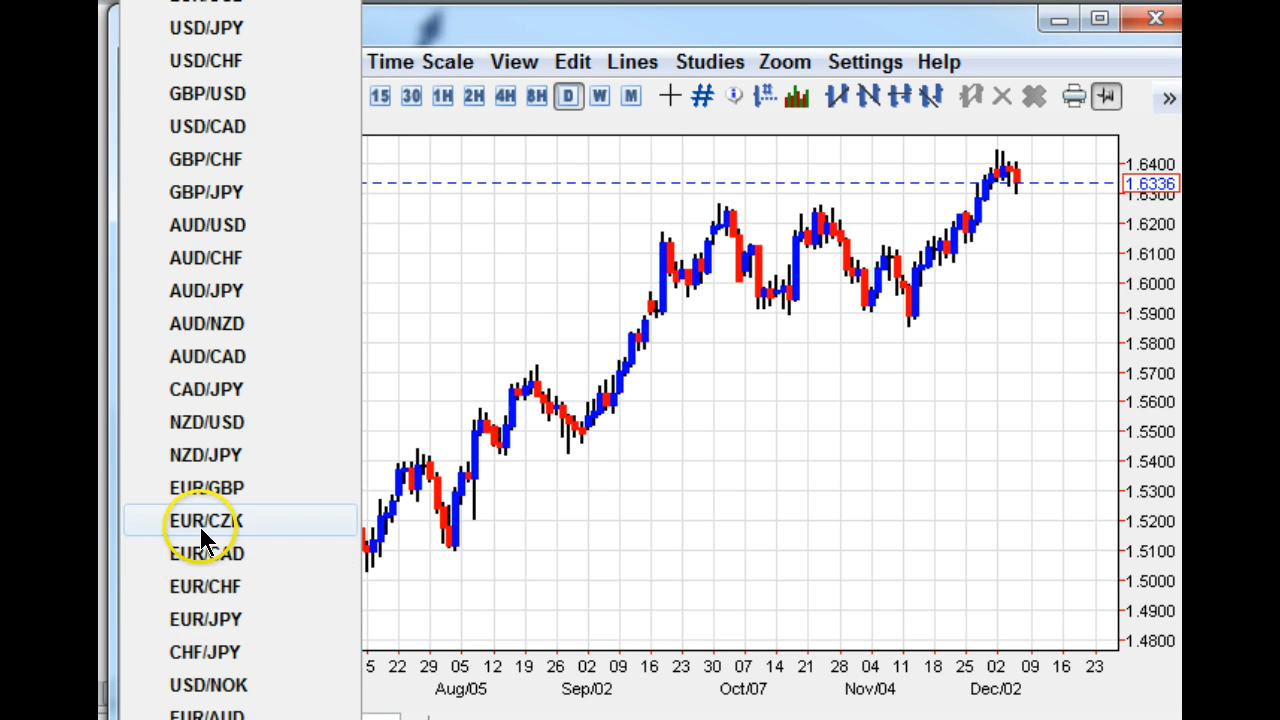 USD/JPY
USD/CHF
GBP/USD
USD/CAD
GBP/CHF
GBP/JPY
AUD/USD
AUD/CHF
AUD/JPY
AUD/NZD
AUD/CAD
CAD/JPY
NZD/USD
NZD/JPY
EUR/GBP
EUR/CZK
EUR/CAD
EUR/CHF
EUR/JPY
CHF/JPY
USD/NOK
EUR/AUD
Time Scale View Edit Lines Studies Zoom Settings Help
15 30 1H 2H 4H 8H D W M
1.6400
1.6336
1.6300
1.6200
1.6100
1.6000
1.5900
1.5800
1.5700
1.5600
1.5500
1.5400
1.5300
1.5200
1.5100
1.5000
1.4900
1.4800
5 22 29 05 12 19 26 02 09 16 23 30 07 14 21 28 04 11 18 25 02 09 16 23
Aug/05 Sep/02 Oct/07 Nov/04 Dec/02